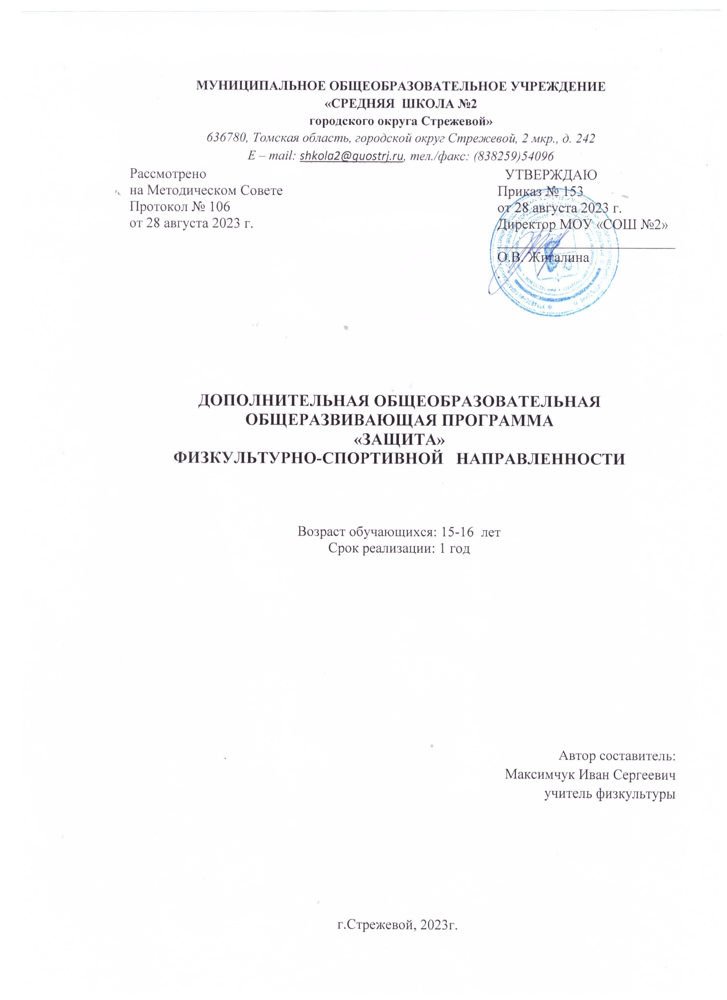 МУНИЦИПАЛЬНОЕ ОБЩЕОБРАЗОВАТЕЛЬНОЕ УЧРЕЖДЕНИЕ
«СРЕДНЯЯ ШКОЛА №2
городского округа Стрежевой»
636780, Томская область, городской округ Стрежевой, 2 мкр., д. 242
E – mail: shkola2@guostrj.ru, тел./факс: (838259)54096
Рассмотрено
на Методическом Совете
Протокол № 106
от 28 августа 2023 г.
УТВЕРЖДАЮ
Приказ № 153
от 28 августа 2023 г.
Директор МОУ «СОШ №2»
О.В. Жигалина
.
ДОПОЛНИТЕЛЬНАЯ ОБЩЕОБРАЗОВАТЕЛЬНАЯ
ОБЩЕРАЗВИВАЮЩАЯ ПРОГРАММА
«ЗАЩИТА»
ФИЗКУЛЬТУРНО-СПОРТИВНОЙ НАПРАВЛЕННОСТИ
Возраст обучающихся: 15-16 лет
Срок реализации: 1 год
Автор составитель:
Максимчук Иван Сергеевич
учитель физкультуры
г.Стрежевой, 2023г.